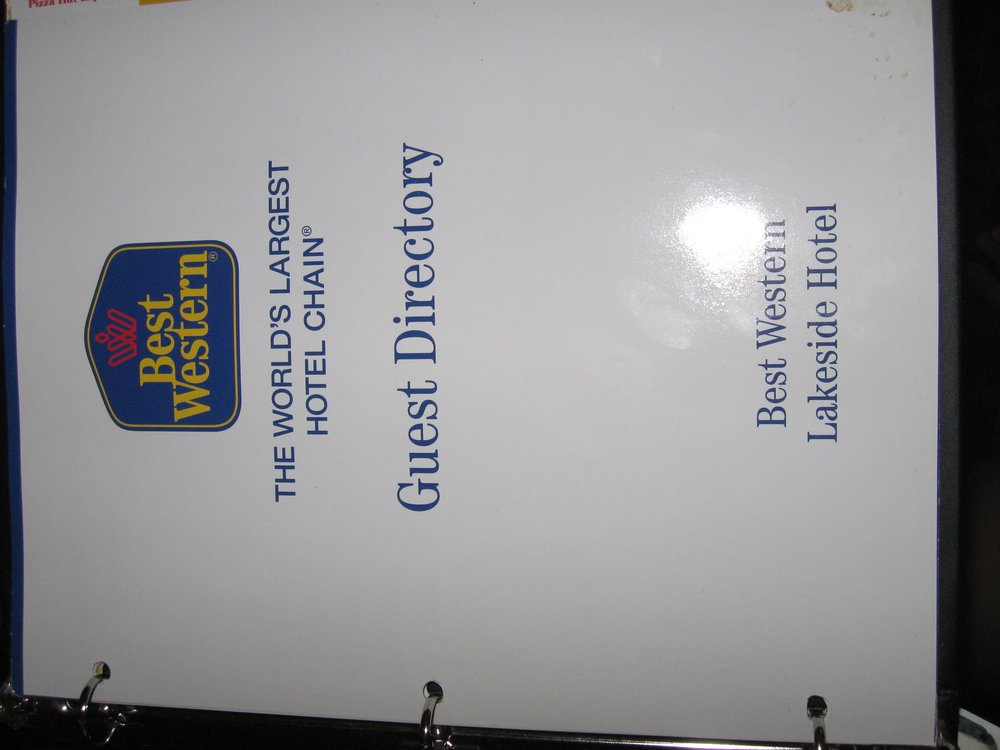 Best
Western®
THE WORLD'S LARGEST
HOTEL CHAIN®
Guest Directory
Best Western
Lakeside Hotel
Pizza Hut